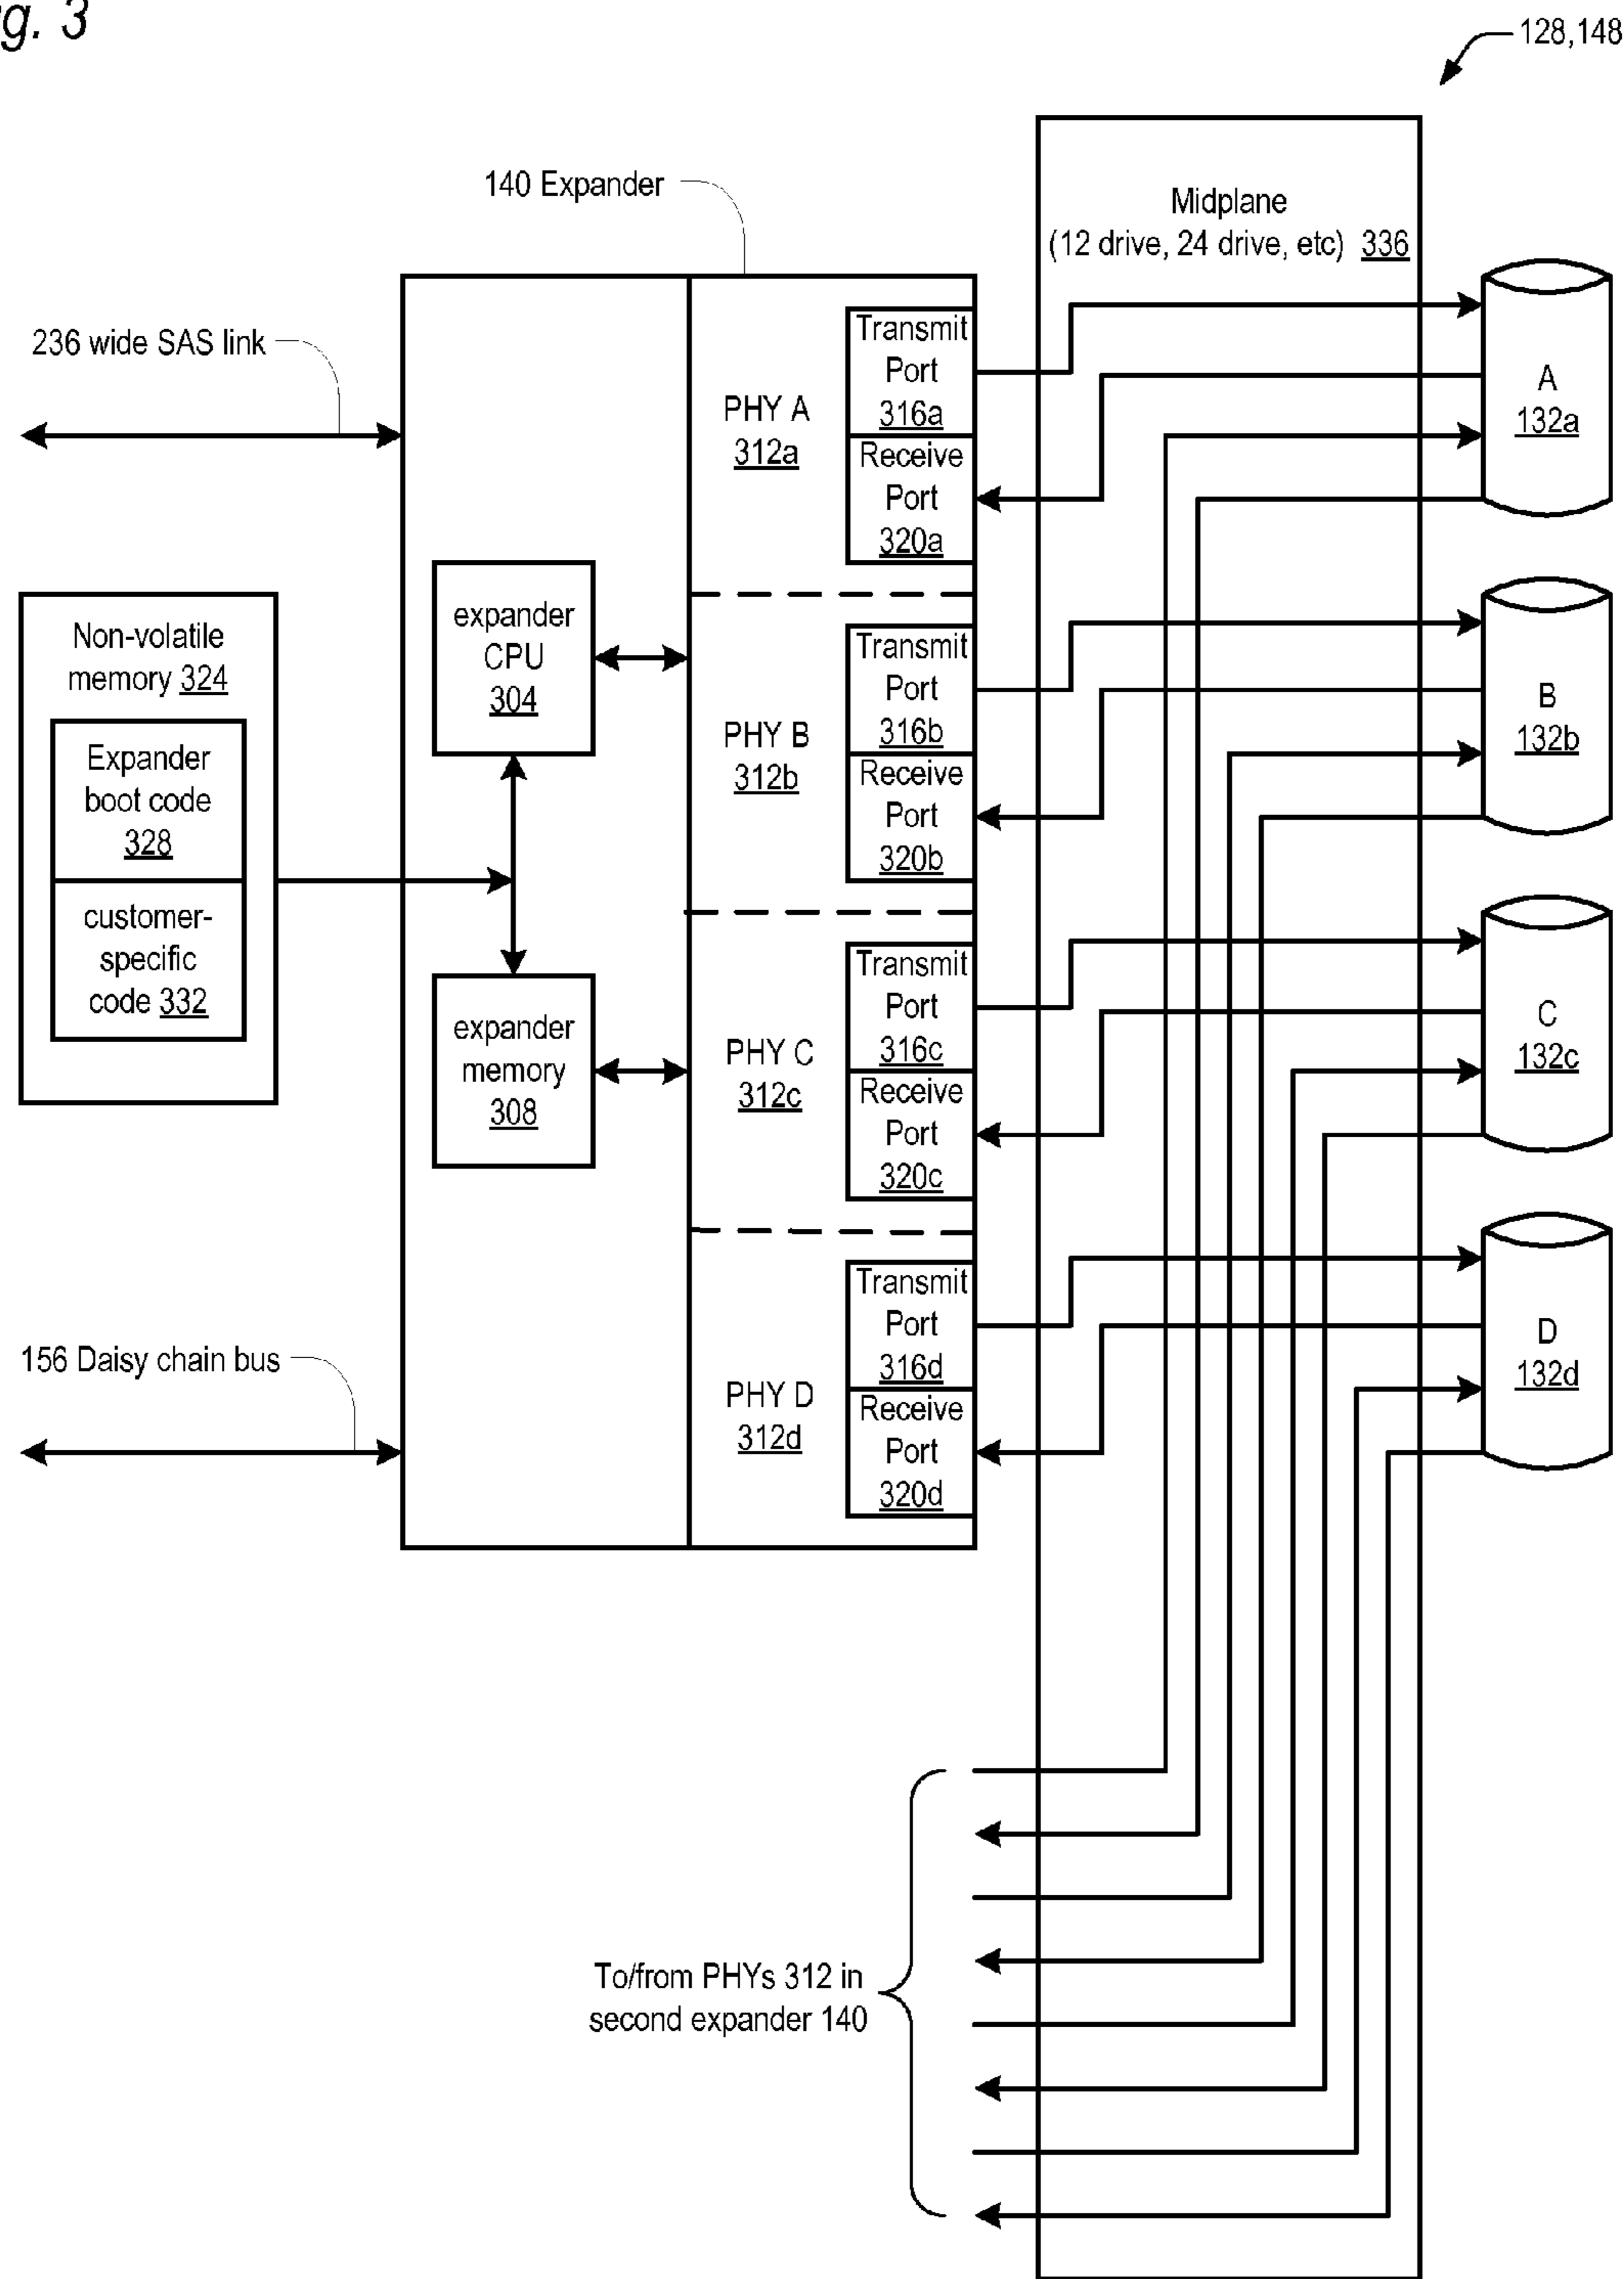 g. 3
128,148
140 Expander
Midplane
(12 drive, 24 drive, etc) 336
236 wide SAS link
Transmit
Port
316a
Receive
Port
320a
PHY A
312a
A
132a
Non-volatile
memory 324
Expander
boot code
328
customer-
specific
code 332
expander
CPU
304
expander
memory
308
Transmit
Port
316b
Receive
Port
320b
PHY B
312b
B
132b
Transmit
Port
316c
Receive
Port
320c
PHY C
312c
C
132c
156 Daisy chain bus
Transmit
Port
316d
Receive
Port
320d
PHY D
312d
D
132d
To/from PHYs 312 in
second expander 140